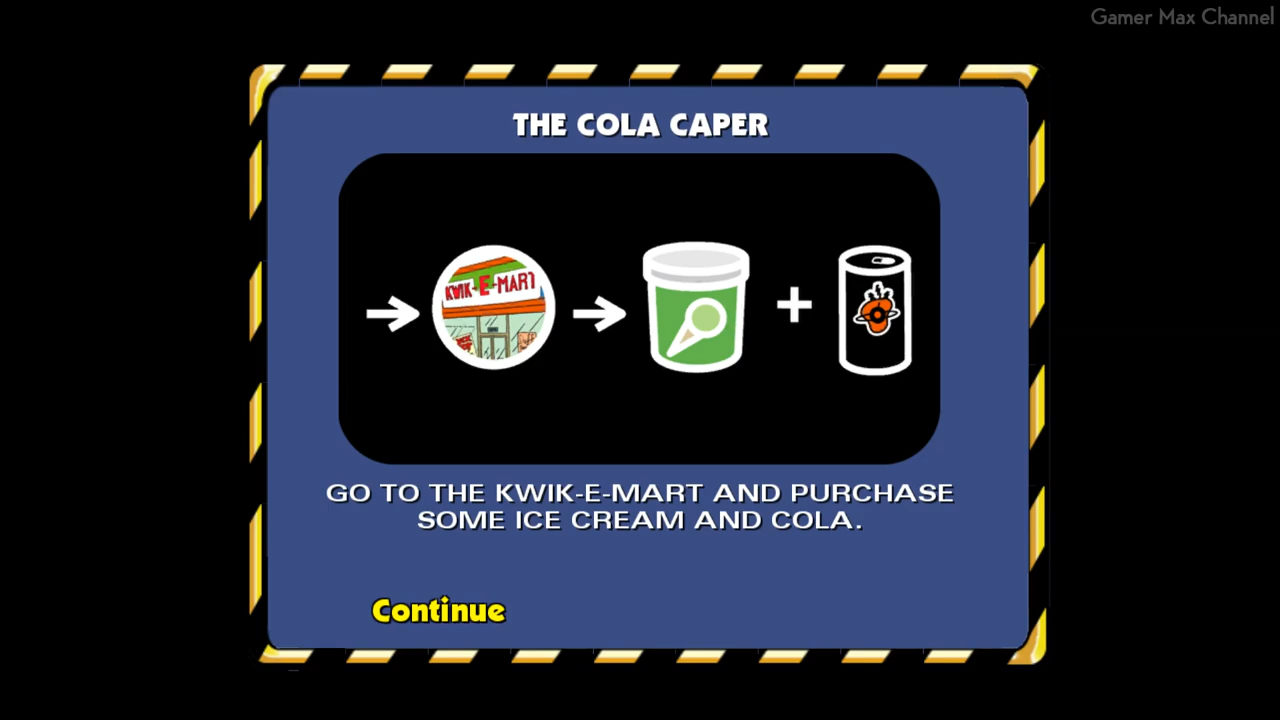 Gamer Max Channel
THE COLA CAPER
KWIK-E-MART
GO TO THE KWIK-E-MART AND PURCHASE
SOME ICE CREAM AND COLA.
Continue